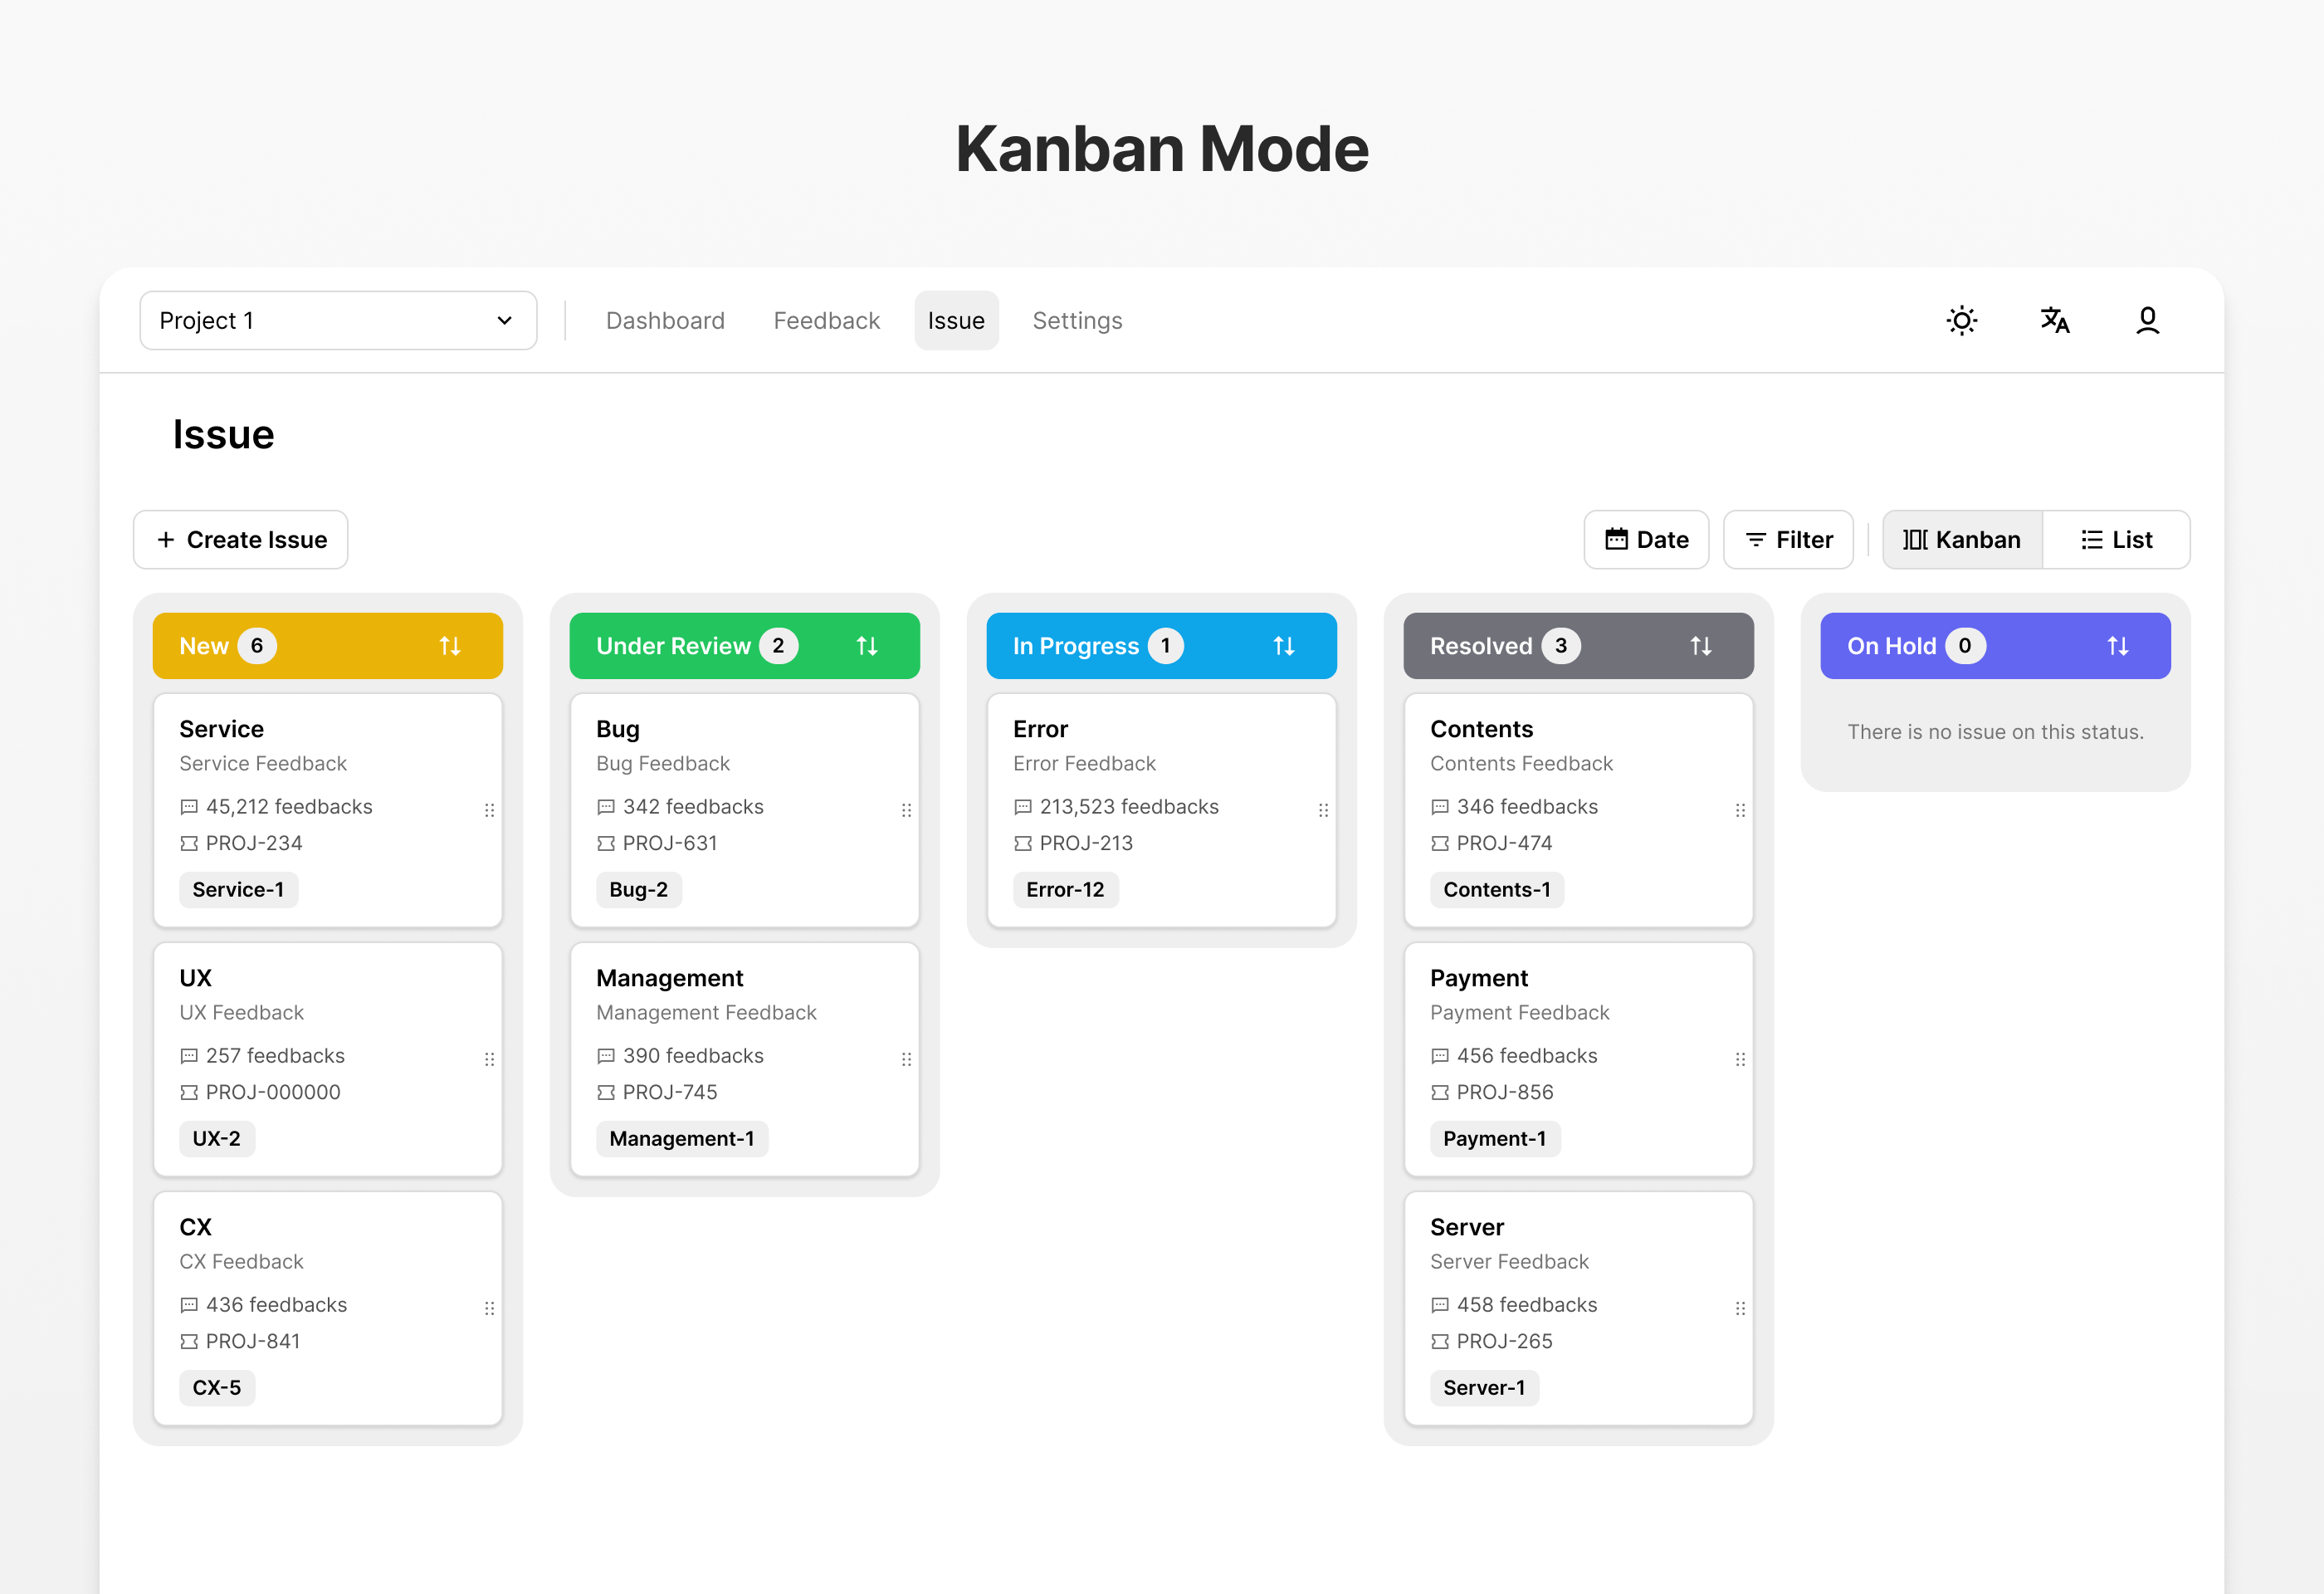 Kanban Mode
Project 1
Dashboard
Feedback
Issue
Settings
Issue
Create Issue
Date
Filter
Kanban
List
New 6
Service
Service Feedback
45,212 feedbacks
PROJ-234
Service-1
UX
UX Feedback
257 feedbacks
PROJ-000000
UX-2
CX
CX Feedback
436 feedbacks
PROJ-841
CX-5
Under Review 2
Bug
Bug Feedback
342 feedbacks
PROJ-631
Bug-2
Management
Management Feedback
390 feedbacks
PROJ-745
Management-1
In Progress 1
Error
Error Feedback
213,523 feedbacks
PROJ-213
Error-12
Resolved 3
Contents
Contents Feedback
346 feedbacks
PROJ-474
Contents-1
Payment
Payment Feedback
456 feedbacks
PROJ-856
Payment-1
Server
Server Feedback
458 feedbacks
PROJ-265
Server-1
On Hold 0
There is no issue on this status.